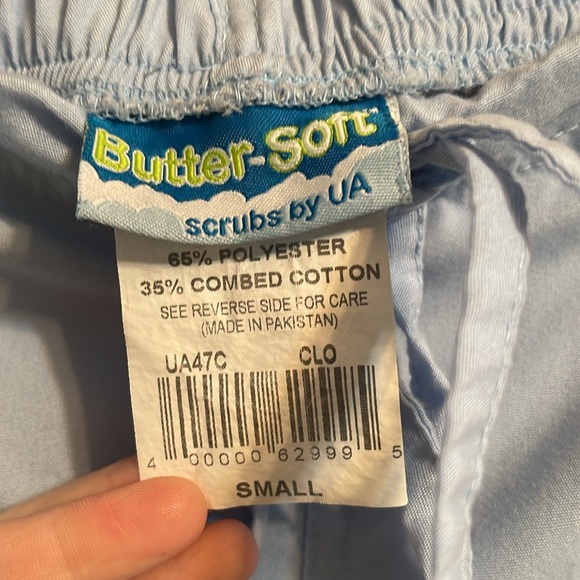 Butter-Soft™
scrubs by UA
65% POLYESTER
35% COMBED COTTON
SEE REVERSE SIDE FOR CARE
(MADE IN PAKISTAN)
UA47C CLO
4 00000 62999 5
SMALL